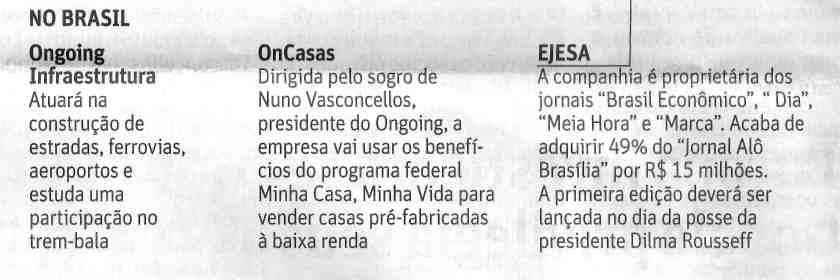 NO BRASIL
Ongoing
Infraestrutura
Atuará na
construção de
estradas, ferrovias,
aeroportos e
estuda uma
participação no
trem-bala
OnCasas
Dirigida pelo sogro de
Nuno Vasconcellos,
presidente do Ongoing, a
empresa vai usar os benefí-
cios do programa federal
Minha Casa, Minha Vida para
vender casas pré-fabricadas
à baixa renda
EJESA
A companhia é proprietária dos
jornais “Brasil Econômico”, “ Dia”,
“Meia Hora” e “Marca”. Acaba de
adquirir 49% do “Jornal Alô
Brasília” por R$ 15 milhões.
A primeira edição deverá ser
lançada no dia da posse da
presidente Dilma Rousseff